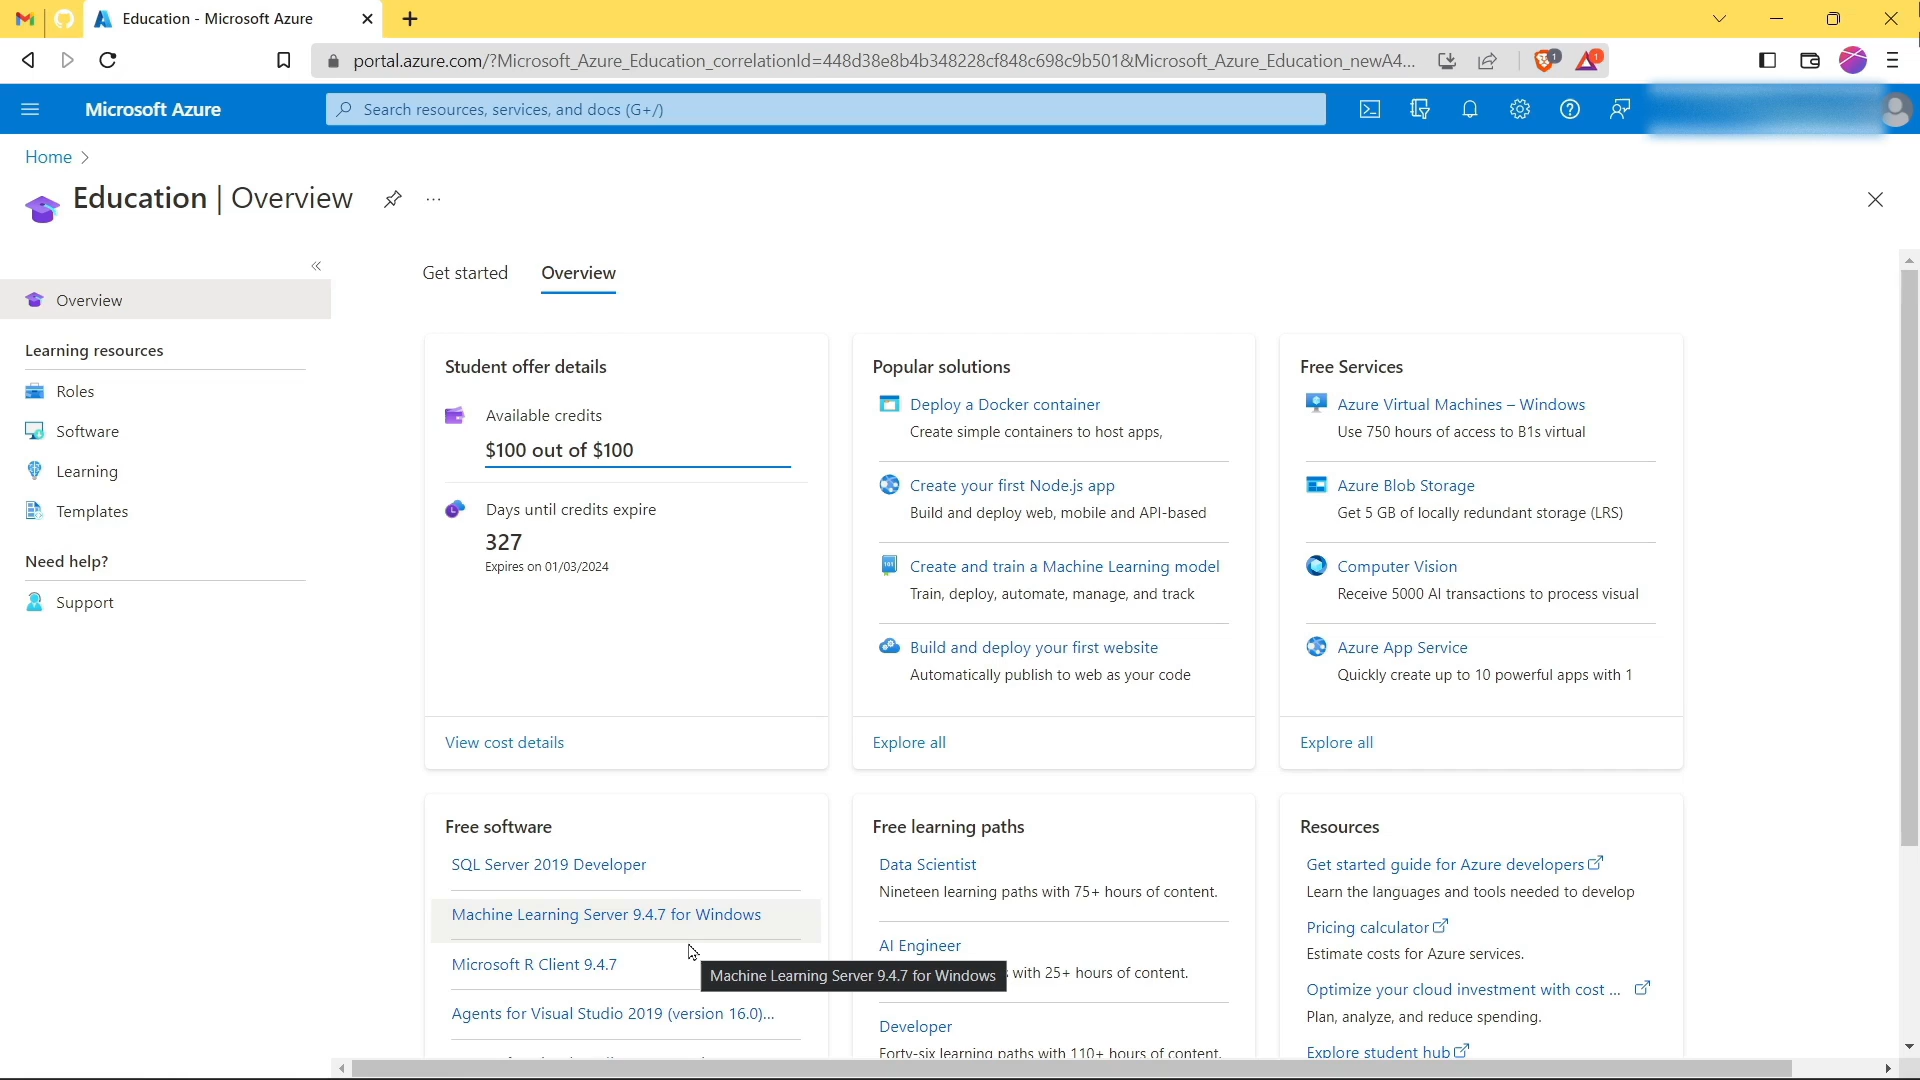 Education - Microsoft Azure
portal.azure.com/?Microsoft_Azure_Education_correlationId=448d38e8b4b348228cf848c698c9b501&Microsoft_Azure_Education_newA4...
1
1
Microsoft Azure
Search resources, services, and docs (G+/)
Home
Education | Overview
...
Get started
Overview
«
Overview
Learning resources
Roles
Software
Learning
Templates
Need help?
Support
Student offer details
Available credits
$100 out of $100
Days until credits expire
327
Expires on 01/03/2024
View cost details
Popular solutions
Deploy a Docker container
Create simple containers to host apps,
Create your first Node.js app
Build and deploy web, mobile and API-based
Create and train a Machine Learning model
Train, deploy, automate, manage, and track
Build and deploy your first website
Automatically publish to web as your code
Explore all
Free Services
Azure Virtual Machines – Windows
Use 750 hours of access to B1s virtual
Azure Blob Storage
Get 5 GB of locally redundant storage (LRS)
Computer Vision
Receive 5000 AI transactions to process visual
Azure App Service
Quickly create up to 10 powerful apps with 1
Explore all
Free software
SQL Server 2019 Developer
Machine Learning Server 9.4.7 for Windows
Microsoft R Client 9.4.7
Machine Learning Server 9.4.7 for Windows
Agents for Visual Studio 2019 (version 16.0)...
Free learning paths
Data Scientist
Nineteen learning paths with 75+ hours of content.
AI Engineer
with 25+ hours of content.
Developer
Forty-six learning paths with 110+ hours of content.
Resources
Get started guide for Azure developers
Learn the languages and tools needed to develop
Pricing calculator
Estimate costs for Azure services.
Optimize your cloud investment with cost ...
Plan, analyze, and reduce spending.
Explore student hub